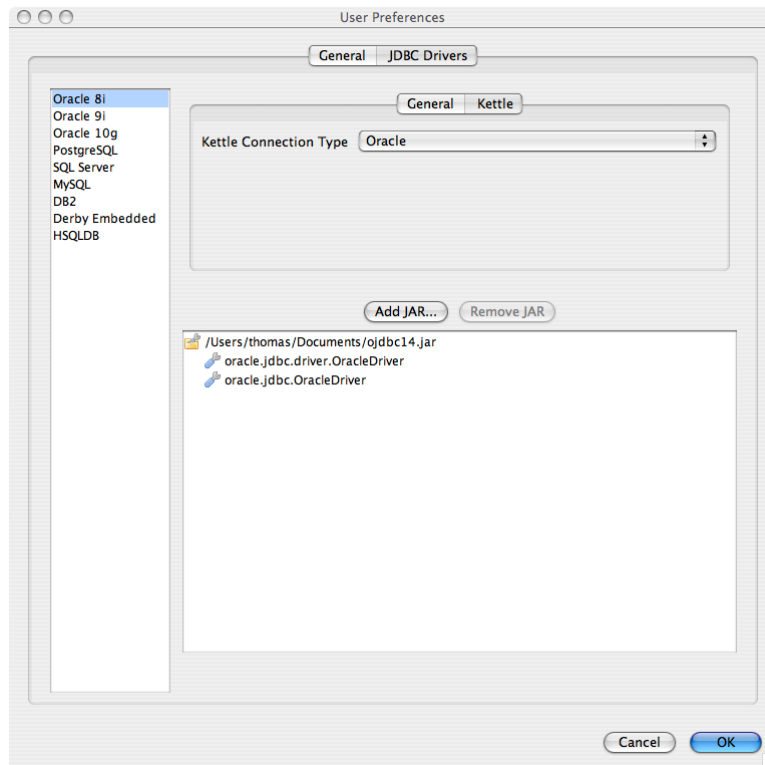 User Preferences
General JDBC Drivers
Oracle 8i
Oracle 9i
Oracle 10g
PostgreSQL
SQL Server
MySQL
DB2
Derby Embedded
HSQLDB
General Kettle
Kettle Connection Type Oracle
Add JAR... Remove JAR
/Users/thomas/Documents/ojdbc14.jar
oracle.jdbc.driver.OracleDriver
oracle.jdbc.OracleDriver
Cancel OK